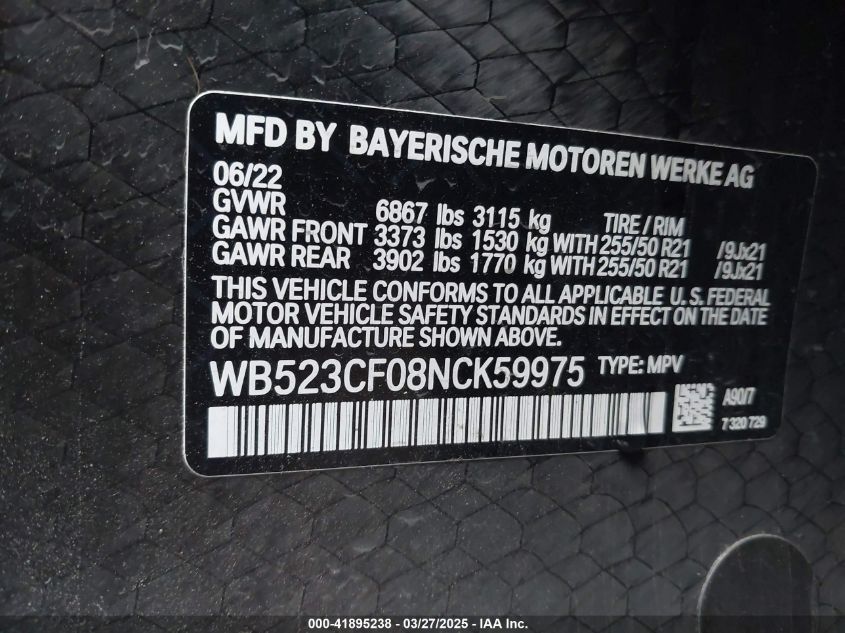 MFD BY BAYERISCHE MOTOREN WERKE AG
06/22
GVWR 6867 lbs 3115 kg TIRE / RIM
GAWR FRONT 3373 lbs 1530 kg WITH 255/50 R21 /9Jx21
GAWR REAR 3902 lbs 1770 kg WITH 255/50 R21 /9Jx21
THIS VEHICLE CONFORMS TO ALL APPLICABLE U.S. FEDERAL
MOTOR VEHICLE SAFETY STANDARDS IN EFFECT ON THE DATE
OF MANUFACTURE SHOWN ABOVE.
WB523CF08NCK59975 TYPE: MPV
A90/7
7 320 729
000-41895238 - 03/27/2025 - IAA Inc.